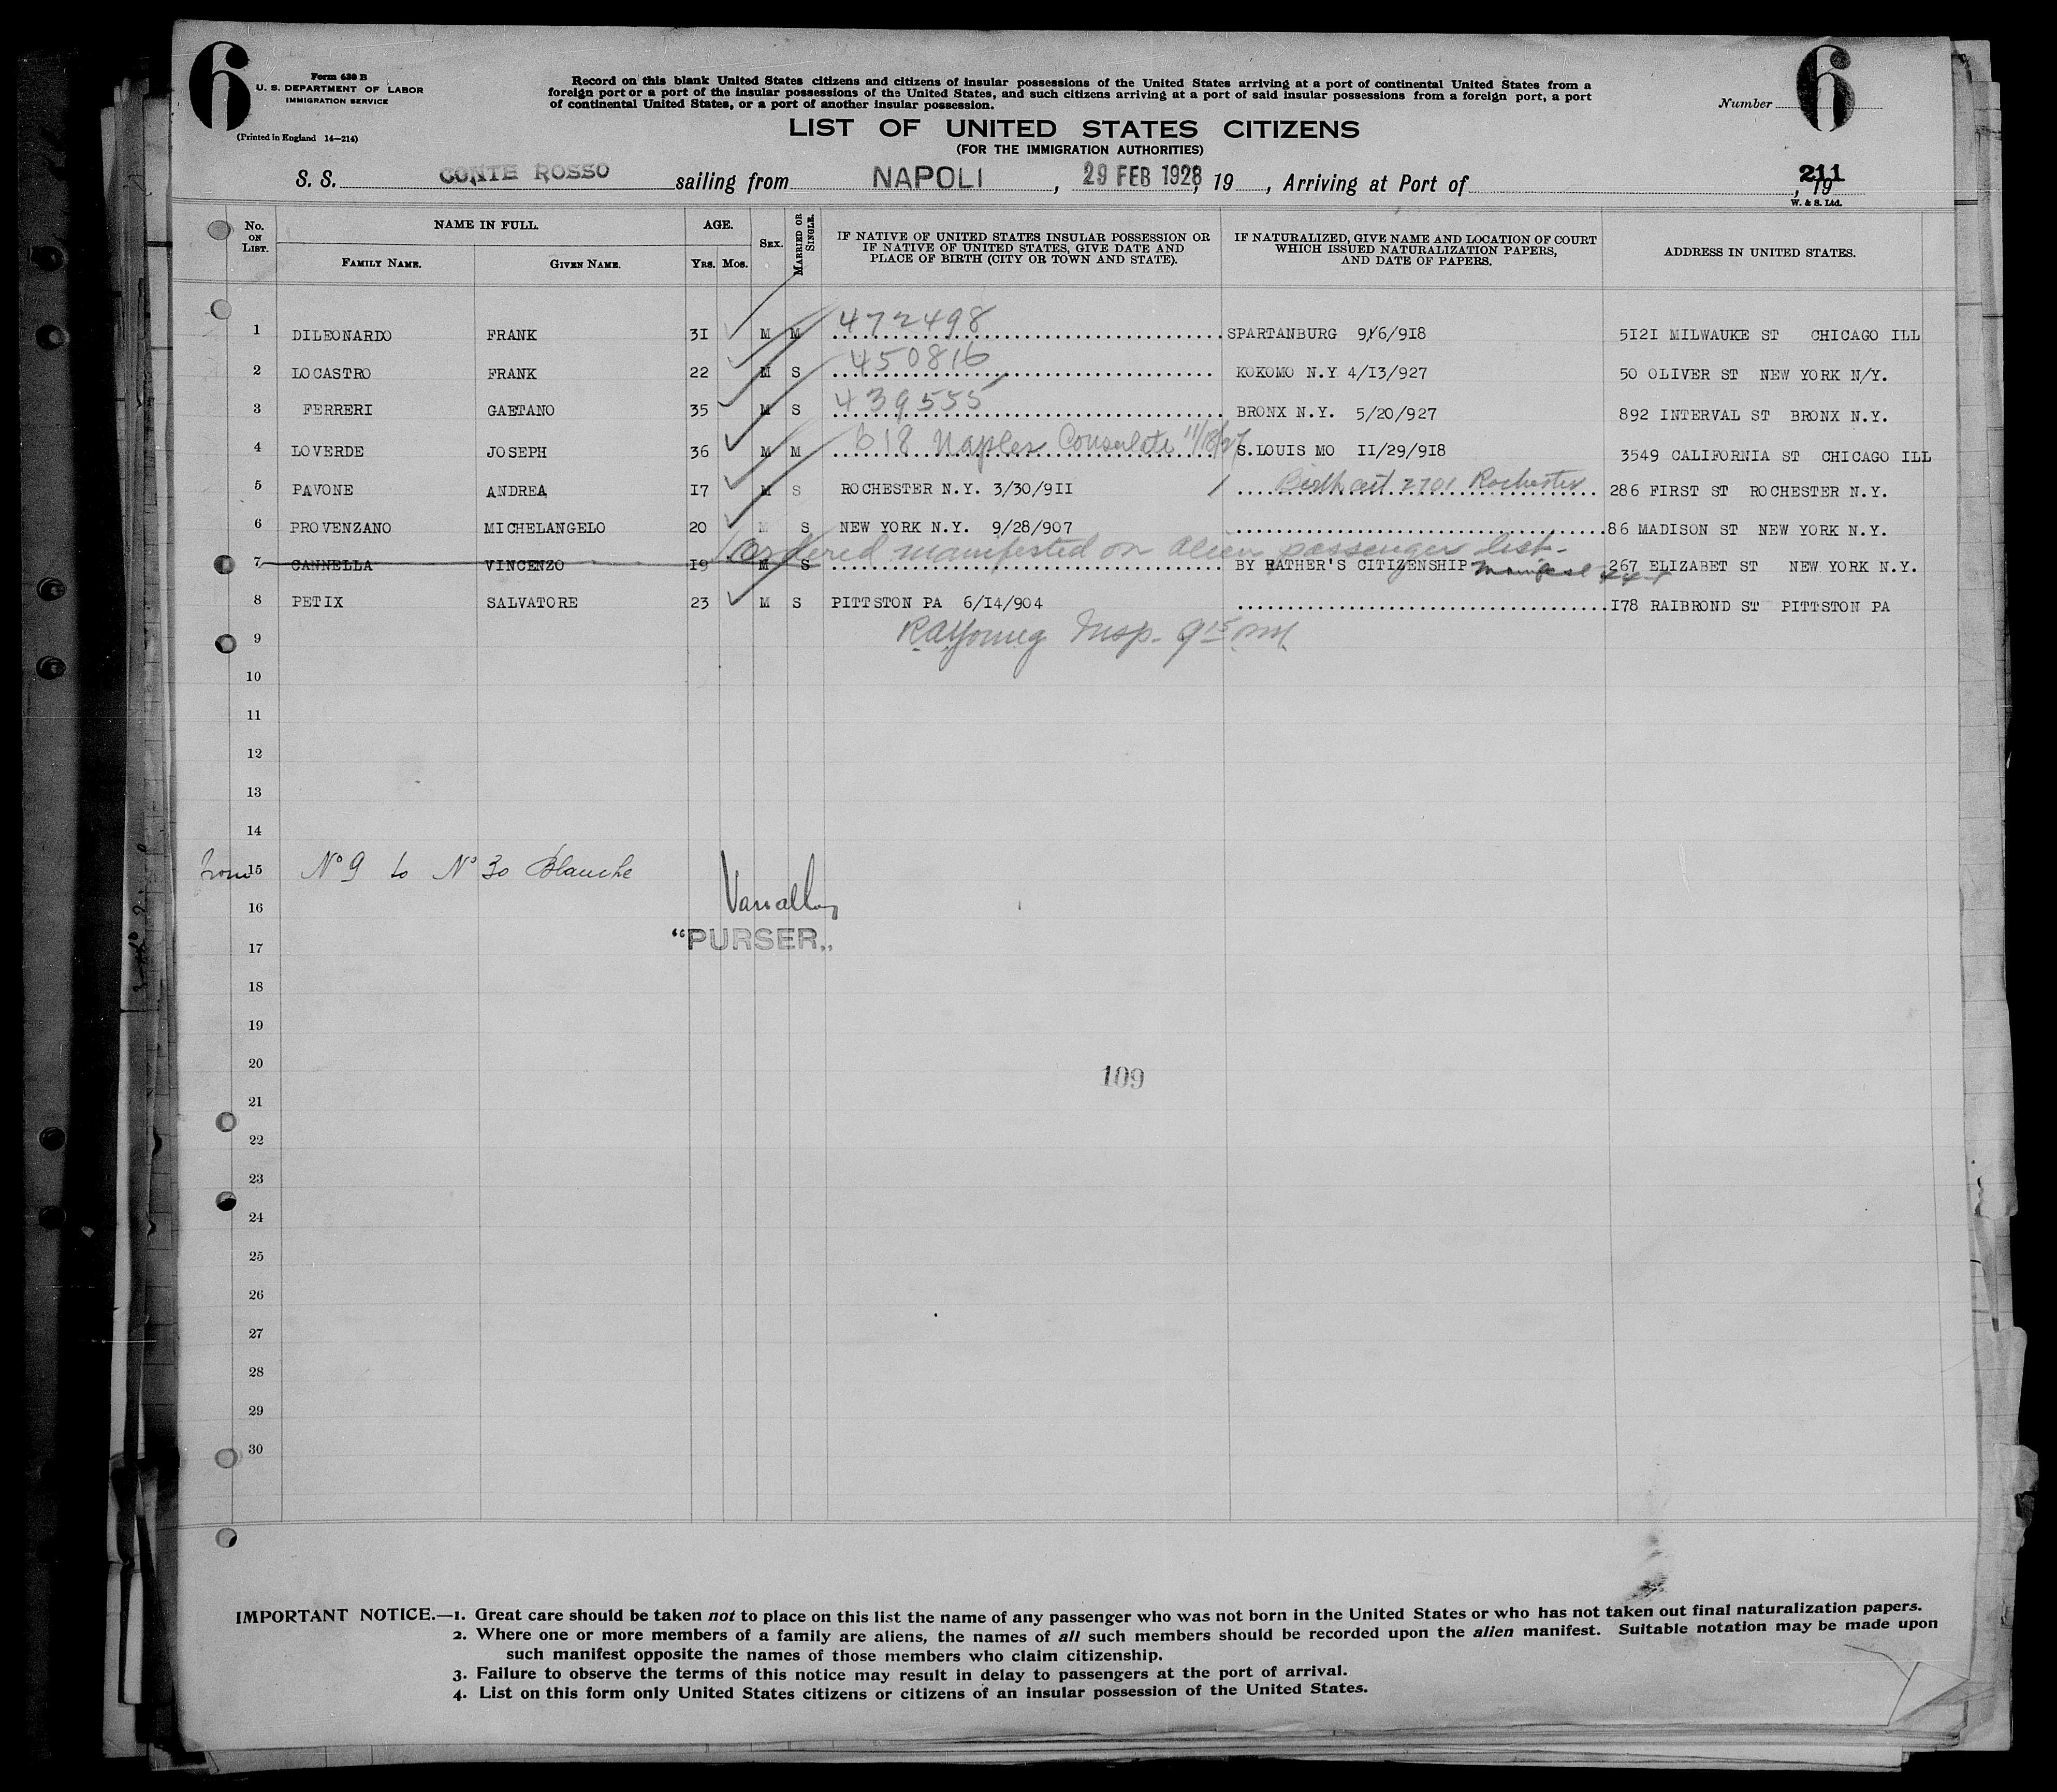 6
Form 630 B
U. S. DEPARTMENT OF LABOR
IMMIGRATION SERVICE
(Printed in England 14—214)
Record on this blank United States citizens and citizens of insular possessions of the United States arriving at a port of continental United States from a
foreign port or a port of the insular possessions of the United States, and such citizens arriving at a port of said insular possessions from a foreign port, a port
of continental United States, or a port of another insular possession.
Number 6
LIST OF UNITED STATES CITIZENS
(FOR THE IMMIGRATION AUTHORITIES)
S. S. CONTE ROSSO sailing from NAPOLI, 29 FEB 1928, 19 , Arriving at Port of , 19
211
W. & S. Ltd.
No. ON LIST. NAME IN FULL. FAMILY NAME. GIVEN NAME. AGE. YRS. MOS. SEX. MARRIED OR SINGLE. IF NATIVE OF UNITED STATES INSULAR POSSESSION OR IF NATIVE OF UNITED STATES, GIVE DATE AND PLACE OF BIRTH (CITY OR TOWN AND STATE). IF NATURALIZED, GIVE NAME AND LOCATION OF COURT WHICH ISSUED NATURALIZATION PAPERS, AND DATE OF PAPERS. ADDRESS IN UNITED STATES.
1 DILEONARDO FRANK 3I M M 472498 SPARTANBURG 9/6/9I8 5I2I MILWAUKE ST CHICAGO ILL
2 LOCASTRO FRANK 22 M S 450816 KOKOMO N.Y 4/I3/927 50 OLIVER ST NEW YORK N/Y.
3 FERRERI GAETANO 35 M S 439555 BRONX N.Y. 5/20/927 892 INTERVAL ST BRONX N.Y.
4 LOVERDE JOSEPH 36 M M 618 Naples Consulate 11/18/27 S.LOUIS MO II/29/9I8 3549 CALIFORNIA ST CHICAGO ILL
5 PAVONE ANDREA I7 M S ROCHESTER N.Y. 3/30/9II Birth cert 2701 Rochester 286 FIRST ST ROCHESTER N.Y.
6 PROVENZANO MICHELANGELO 20 M S NEW YORK N.Y. 9/28/907 86 MADISON ST NEW YORK N.Y.
Ordered manifested on alien passenger list-
7 CANNELLA VINCENZO I9 M S BY FATHER'S CITIZENSHIP 267 ELIZABET ST NEW YORK N.Y.
8 PETIX SALVATORE 23 M S PITTSTON PA 6/I4/904 I78 RAIBROND ST PITTSTON PA
9 RAYoung Insp.
10
11
12
13
14
15 from No 9 to No 30 Blanche
16
17 “PURSER„
18
19
20 109
21
22
23
24
25
26
27
28
29
30
IMPORTANT NOTICE.—1. Great care should be taken not to place on this list the name of any passenger who was not born in the United States or who has not taken out final naturalization papers.
2. Where one or more members of a family are aliens, the names of all such members should be recorded upon the alien manifest. Suitable notation may be made upon
such manifest opposite the names of those members who claim citizenship.
3. Failure to observe the terms of this notice may result in delay to passengers at the port of arrival.
4. List on this form only United States citizens or citizens of an insular possession of the United States.